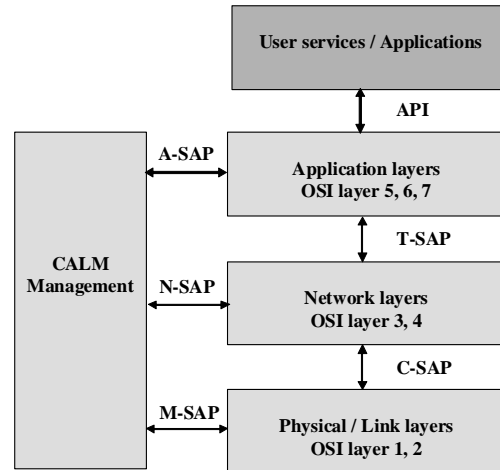 User services / Applications
API
A-SAP
Application layers
OSI layer 5, 6, 7
T-SAP
CALM
Management
N-SAP
Network layers
OSI layer 3, 4
C-SAP
M-SAP
Physical / Link layers
OSI layer 1, 2